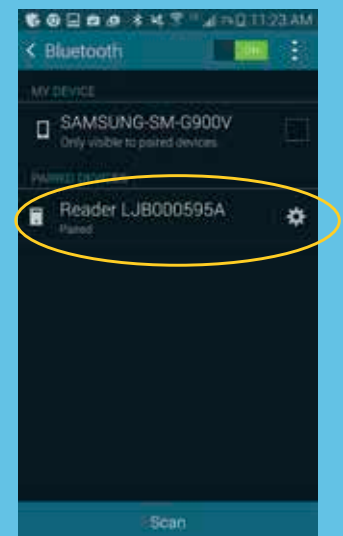 11:23 AM
< Bluetooth ON
MY DEVICE
SAMSUNG-SM-G900V
Only visible to paired devices
PAIRED DEVICES
Reader LJB000595A
Paired
Scan